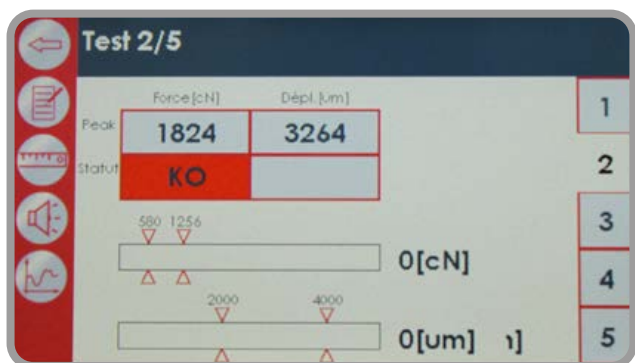 Test 2/5
Force [cN] Dépl. [um]
Peak 1824 3264
Statut KO
580 1256
0[cN]
2000 4000
0[um] ı]
1
2
3
4
5